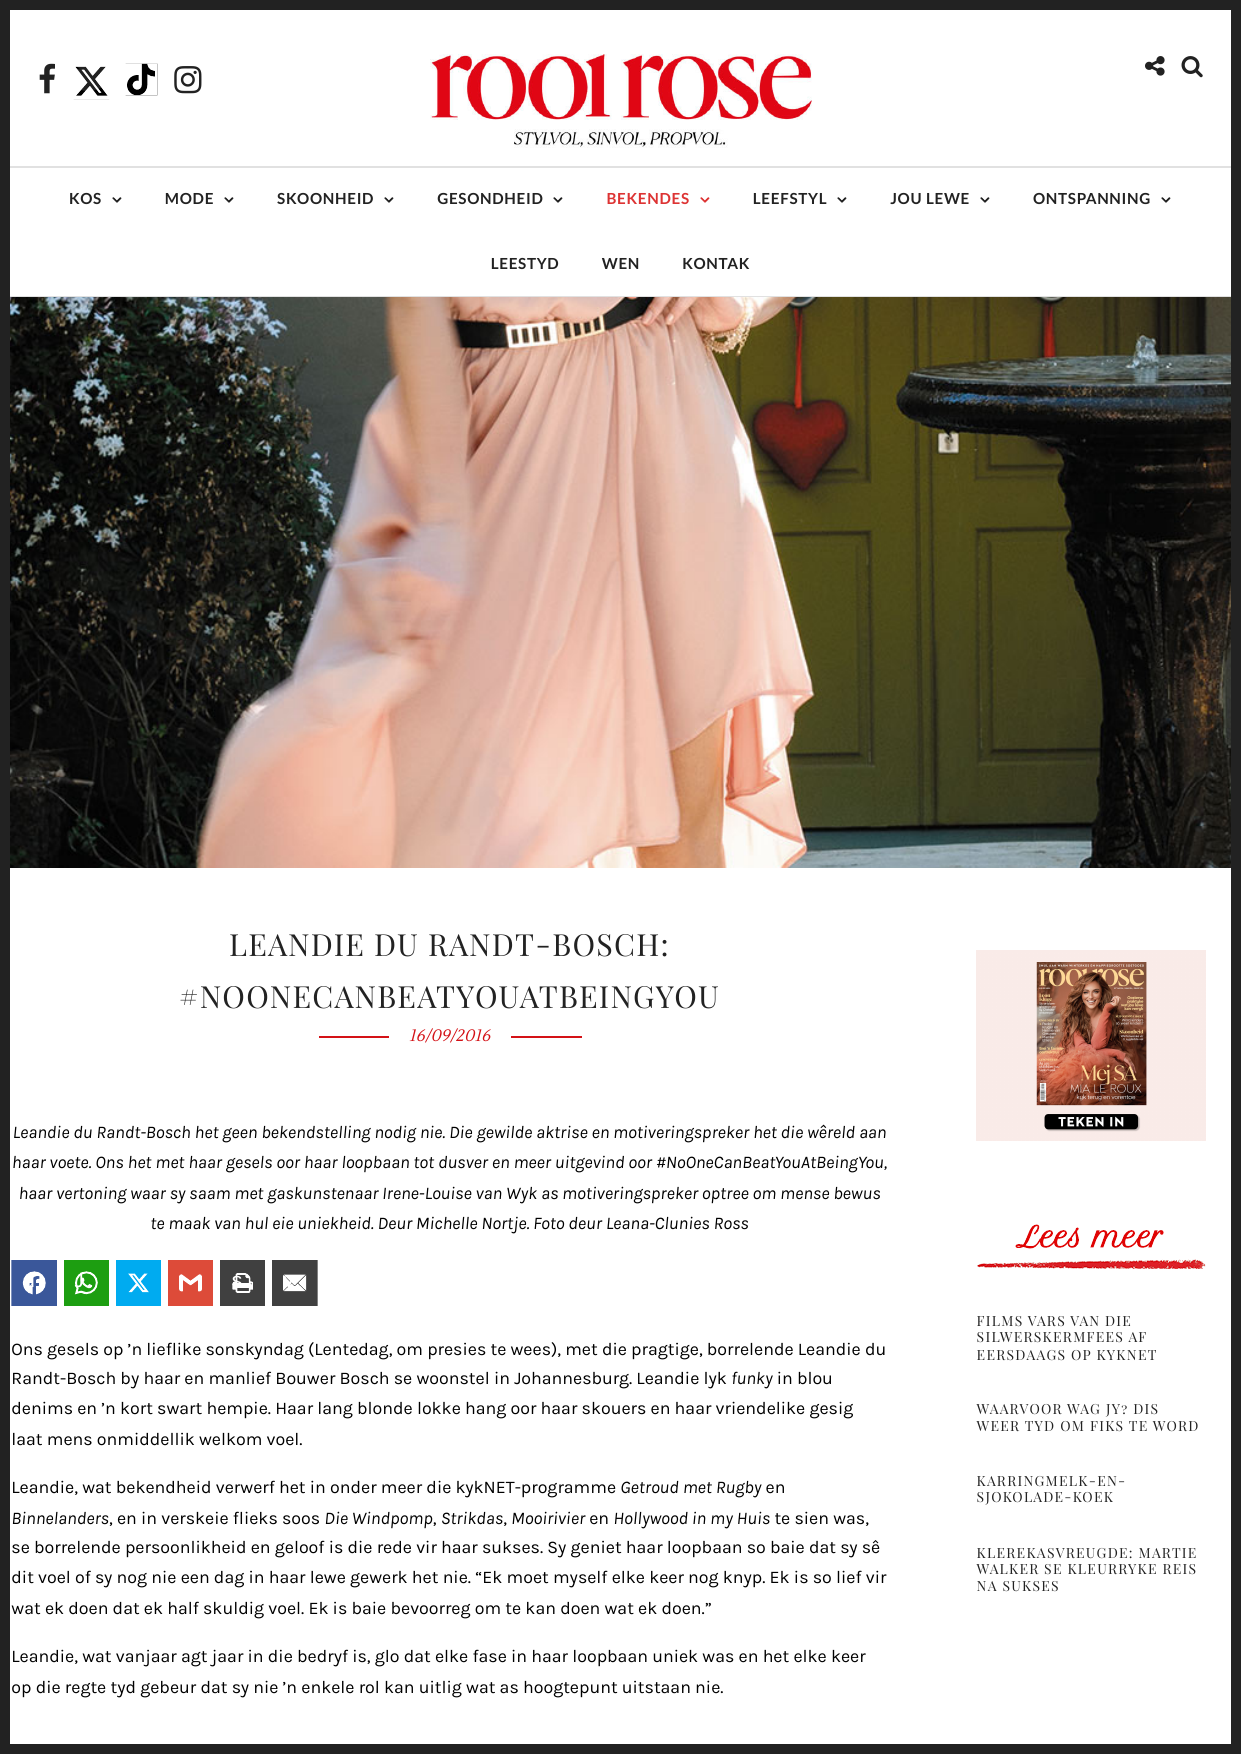 rooi rose
STYLVOL, SINVOL, PROPVOL.
KOS MODE SKOONHEID GESONDHEID BEKENDES LEEFSTYL JOU LEWE ONTSPANNING
LEESTYD WEN KONTAK
LEANDIE DU RANDT-BOSCH:
#NOONECANBEATYOUATBEINGYOU
16/09/2016
Leandie du Randt-Bosch het geen bekendstelling nodig nie. Die gewilde aktrise en motiveringspreker het die wêreld aan
haar voete. Ons het met haar gesels oor haar loopbaan tot dusver en meer uitgevind oor #NoOneCanBeatYouAtBeingYou,
haar vertoning waar sy saam met gaskunstenaar Irene-Louise van Wyk as motiveringspreker optree om mense bewus
te maak van hul eie uniekheid. Deur Michelle Nortje. Foto deur Leana-Clunies Ross
Ons gesels op ’n lieflike sonskyndag (Lentedag, om presies te wees), met die pragtige, borrelende Leandie du
Randt-Bosch by haar en manlief Bouwer Bosch se woonstel in Johannesburg. Leandie lyk funky in blou
denims en ’n kort swart hempie. Haar lang blonde lokke hang oor haar skouers en haar vriendelike gesig
laat mens onmiddellik welkom voel.
Leandie, wat bekendheid verwerf het in onder meer die kykNET-programme Getroud met Rugby en
Binnelanders, en in verskeie flieks soos Die Windpomp, Strikdas, Mooirivier en Hollywood in my Huis te sien was,
se borrelende persoonlikheid en geloof is die rede vir haar sukses. Sy geniet haar loopbaan so baie dat sy sê
dit voel of sy nog nie een dag in haar lewe gewerk het nie. “Ek moet myself elke keer nog knyp. Ek is so lief vir
wat ek doen dat ek half skuldig voel. Ek is baie bevoorreg om te kan doen wat ek doen.”
Leandie, wat vanjaar agt jaar in die bedryf is, glo dat elke fase in haar loopbaan uniek was en het elke keer
op die regte tyd gebeur dat sy nie ’n enkele rol kan uitlig wat as hoogtepunt uitstaan nie.
rooi rose
Mej SA
MIA LE ROUX
kyk terug en vorentoe
TEKEN IN
Lees meer
FILMS VARS VAN DIE
SILWERSKERMFEES AF
EERSDAAGS OP KYKNET
WAARVOOR WAG JY? DIS
WEER TYD OM FIKS TE WORD
KARRINGMELK-EN-
SJOKOLADE-KOEK
KLEREKASVREUGDE: MARTIE
WALKER SE KLEURRYKE REIS
NA SUKSES